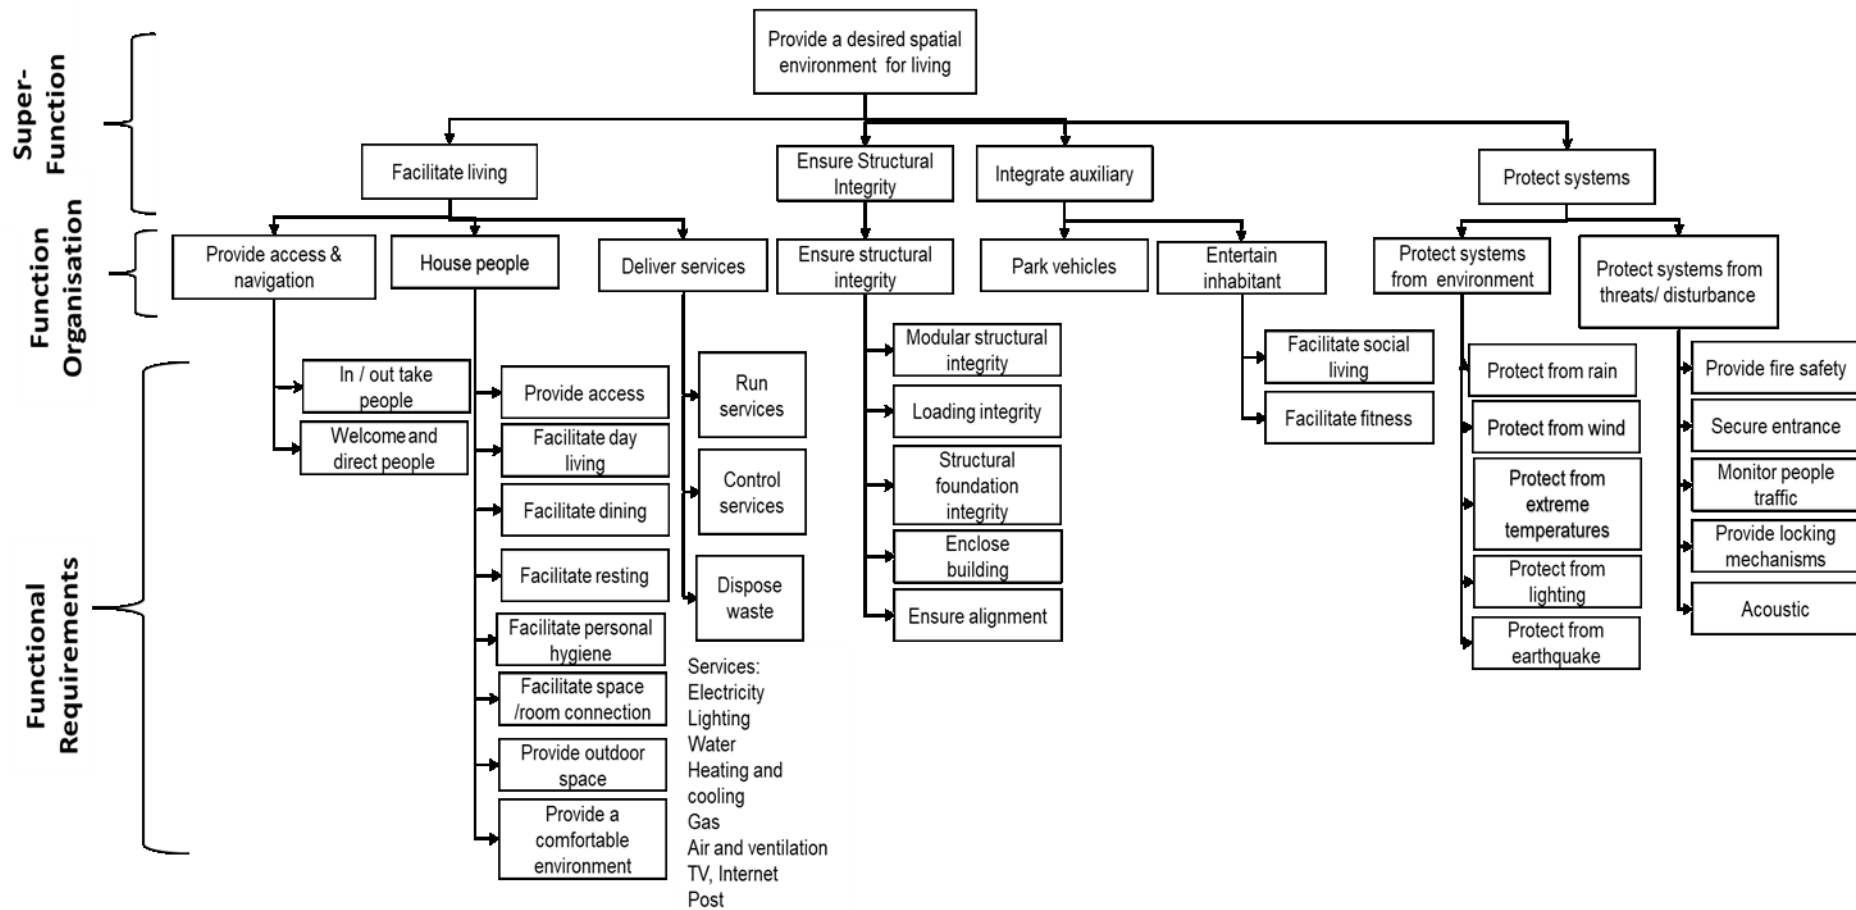 Super-
Function
Function
Organisation
Functional
Requirements
Provide a desired spatial
environment for living
Facilitate living
Ensure Structural
Integrity
Integrate auxiliary
Protect systems
Provide access &
navigation
House people
Deliver services
Ensure structural
integrity
Park vehicles
Entertain
inhabitant
Protect systems
from environment
Protect systems from
threats/ disturbance
In / out take
people
Welcome and
direct people
Provide access
Facilitate day
living
Facilitate dining
Facilitate resting
Facilitate personal
hygiene
Facilitate space
/room connection
Provide outdoor
space
Provide a
comfortable
environment
Run
services
Control
services
Dispose
waste
Services:
Electricity
Lighting
Water
Heating and
cooling
Gas
Air and ventilation
TV, Internet
Post
Modular structural
integrity
Loading integrity
Structural
foundation
integrity
Enclose
building
Ensure alignment
Facilitate social
living
Facilitate fitness
Protect from rain
Protect from wind
Protect from
extreme
temperatures
Protect from
lighting
Protect from
earthquake
Provide fire safety
Secure entrance
Monitor people
traffic
Provide locking
mechanisms
Acoustic